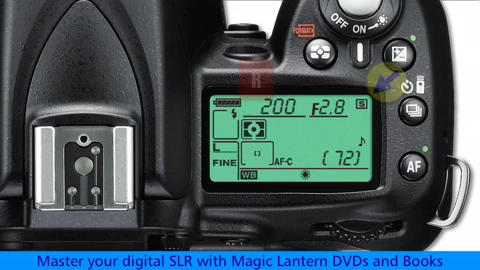 OFF ON
FORMAT
R
200 F2.8 S
FINE
AF-C (72)
WB
AF
Master your digital SLR with Magic Lantern DVDs and Books